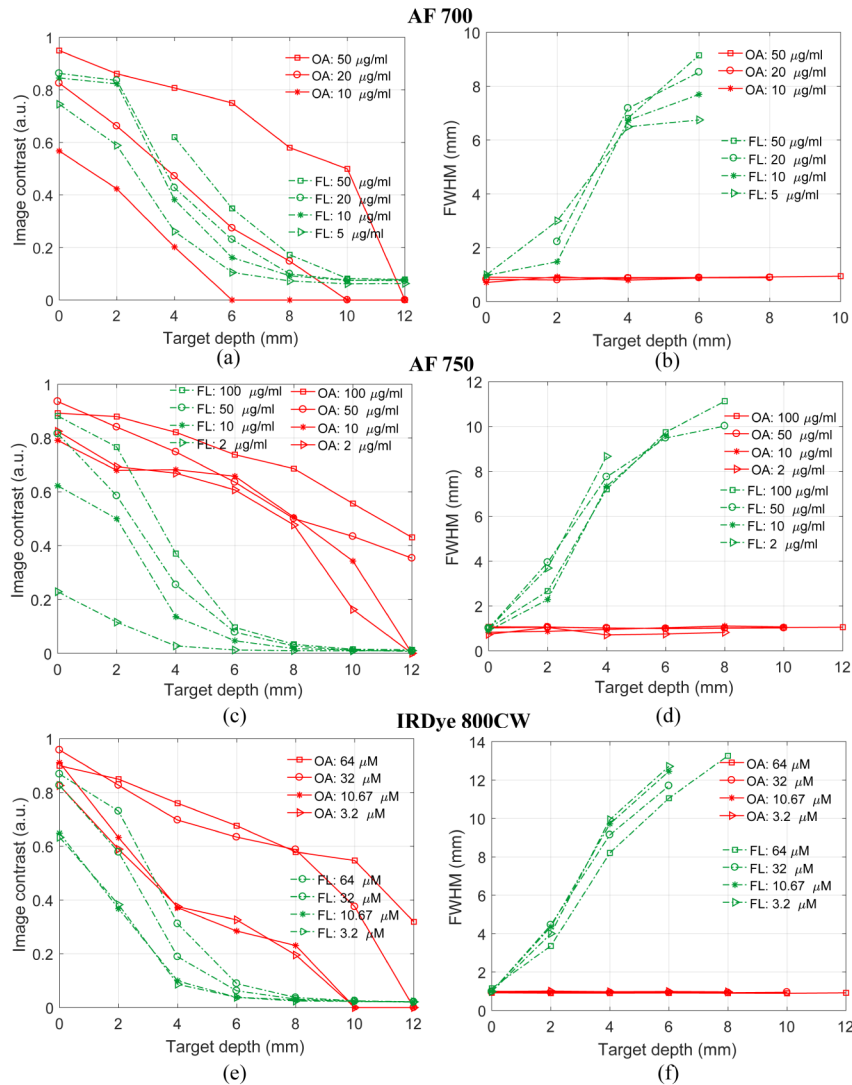 AF 700
1
0.8
0.6
0.4
0.2
0
0 2 4 6 8 10 12
Image contrast (a.u.)
Target depth (mm)
OA: 50 μg/ml
OA: 20 μg/ml
OA: 10 μg/ml
FL: 50 μg/ml
FL: 20 μg/ml
FL: 10 μg/ml
FL: 5 μg/ml
(a)
10
8
6
4
2
0
0 2 4 6 8 10
FWHM (mm)
Target depth (mm)
OA: 50 μg/ml
OA: 20 μg/ml
OA: 10 μg/ml
FL: 50 μg/ml
FL: 20 μg/ml
FL: 10 μg/ml
FL: 5 μg/ml
(b)
AF 750
1
0.8
0.6
0.4
0.2
0
0 2 4 6 8 10 12
Image contrast (a.u.)
Target depth (mm)
FL: 100 μg/ml
FL: 50 μg/ml
FL: 10 μg/ml
FL: 2 μg/ml
OA: 100 μg/ml
OA: 50 μg/ml
OA: 10 μg/ml
OA: 2 μg/ml
(c)
12
10
8
6
4
2
0
0 2 4 6 8 10 12
FWHM (mm)
Target depth (mm)
OA: 100 μg/ml
OA: 50 μg/ml
OA: 10 μg/ml
OA: 2 μg/ml
FL: 100 μg/ml
FL: 50 μg/ml
FL: 10 μg/ml
FL: 2 μg/ml
(d)
IRDye 800CW
1
0.8
0.6
0.4
0.2
0
0 2 4 6 8 10 12
Image contrast (a.u.)
Target depth (mm)
OA: 64 μM
OA: 32 μM
OA: 10.67 μM
OA: 3.2 μM
FL: 64 μM
FL: 32 μM
FL: 10.67 μM
FL: 3.2 μM
(e)
14
12
10
8
6
4
2
0
0 2 4 6 8 10 12
FWHM (mm)
Target depth (mm)
OA: 64 μM
OA: 32 μM
OA: 10.67 μM
OA: 3.2 μM
FL: 64 μM
FL: 32 μM
FL: 10.67 μM
FL: 3.2 μM
(f)